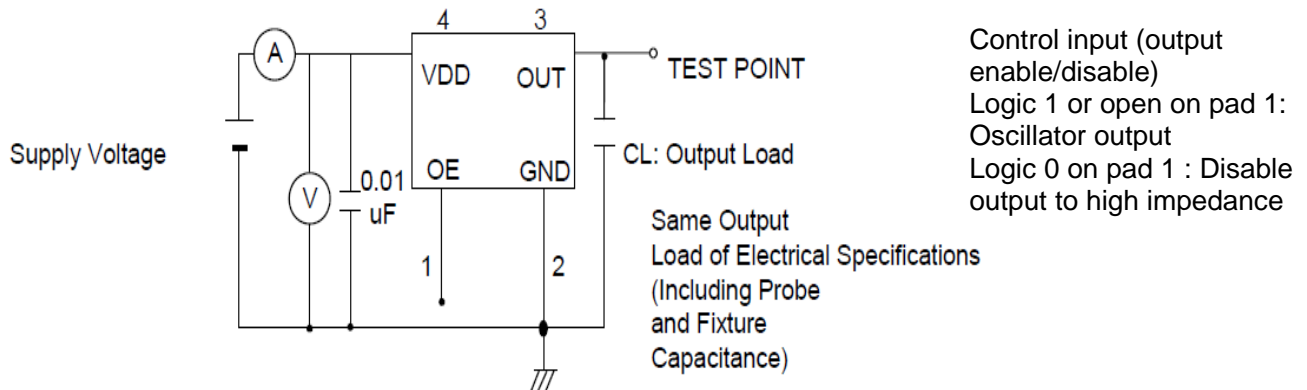 4
3
A
VDD
OUT
TEST POINT
Supply Voltage
V
0.01
uF
OE
GND
CL: Output Load
1
2
Same Output
Load of Electrical Specifications
(Including Probe
and Fixture
Capacitance)
Control input (output
enable/disable)
Logic 1 or open on pad 1:
Oscillator output
Logic 0 on pad 1 : Disable
output to high impedance